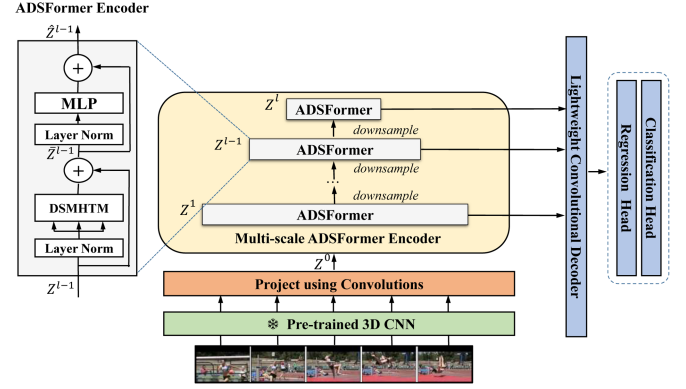 ADSFormer Encoder
Ẑ^{l-1}
MLP
Layer Norm
Z̄^{l-1}
DSMHTM
Layer Norm
Z^{l-1}
Z^l
ADSFormer
downsample
Z^{l-1}
ADSFormer
downsample
...
downsample
Z^1
ADSFormer
Multi-scale ADSFormer Encoder
Z^0
Project using Convolutions
Pre-trained 3D CNN
Lightweight Convolutional Decoder
Regression Head
Classification Head